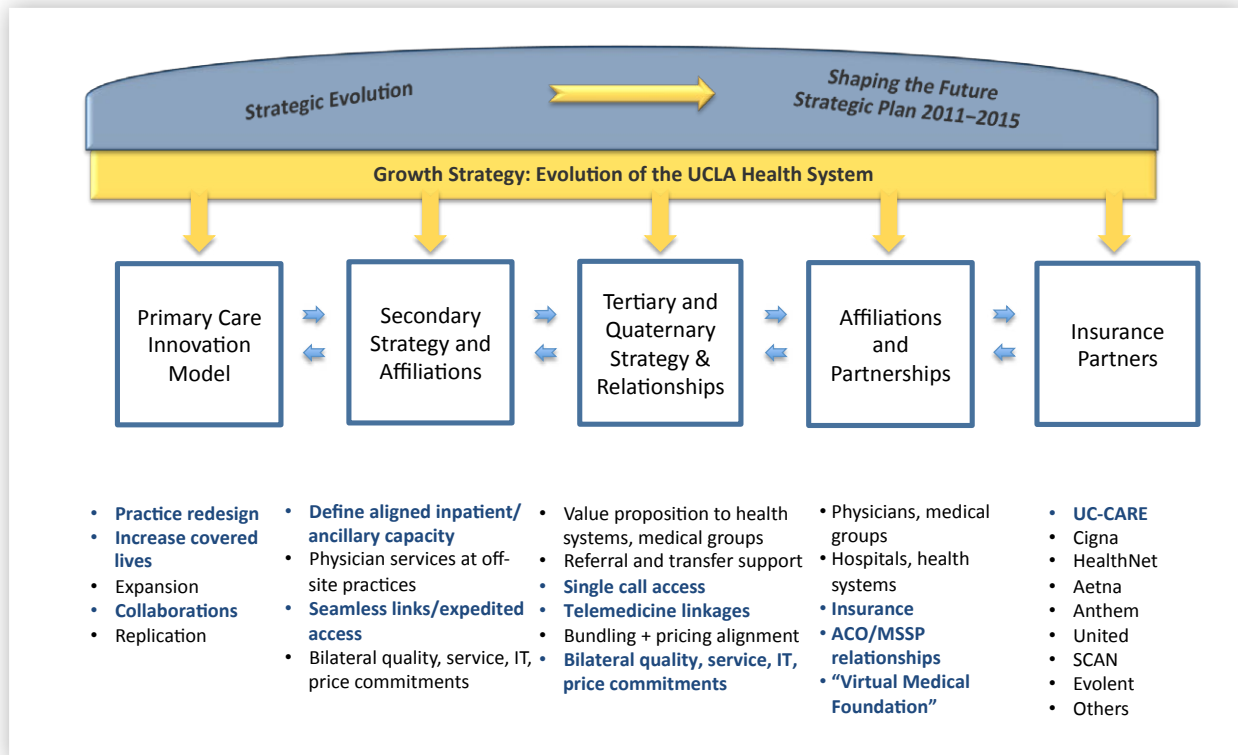 Strategic Evolution
Shaping the Future
Strategic Plan 2011–2015
Growth Strategy: Evolution of the UCLA Health System
Primary Care
Innovation
Model
Secondary
Strategy and
Affiliations
Tertiary and
Quaternary
Strategy &
Relationships
Affiliations
and
Partnerships
Insurance
Partners
• Practice redesign
• Increase covered
lives
• Expansion
• Collaborations
• Replication
• Define aligned inpatient/
ancillary capacity
• Physician services at off-
site practices
• Seamless links/expedited
access
• Bilateral quality, service, IT,
price commitments
• Value proposition to health
systems, medical groups
• Referral and transfer support
• Single call access
• Telemedicine linkages
• Bundling + pricing alignment
• Bilateral quality, service, IT,
price commitments
• Physicians, medical
groups
• Hospitals, health
systems
• Insurance
• ACO/MSSP
relationships
• “Virtual Medical
Foundation”
• UC-CARE
• Cigna
• HealthNet
• Aetna
• Anthem
• United
• SCAN
• Evolent
• Others